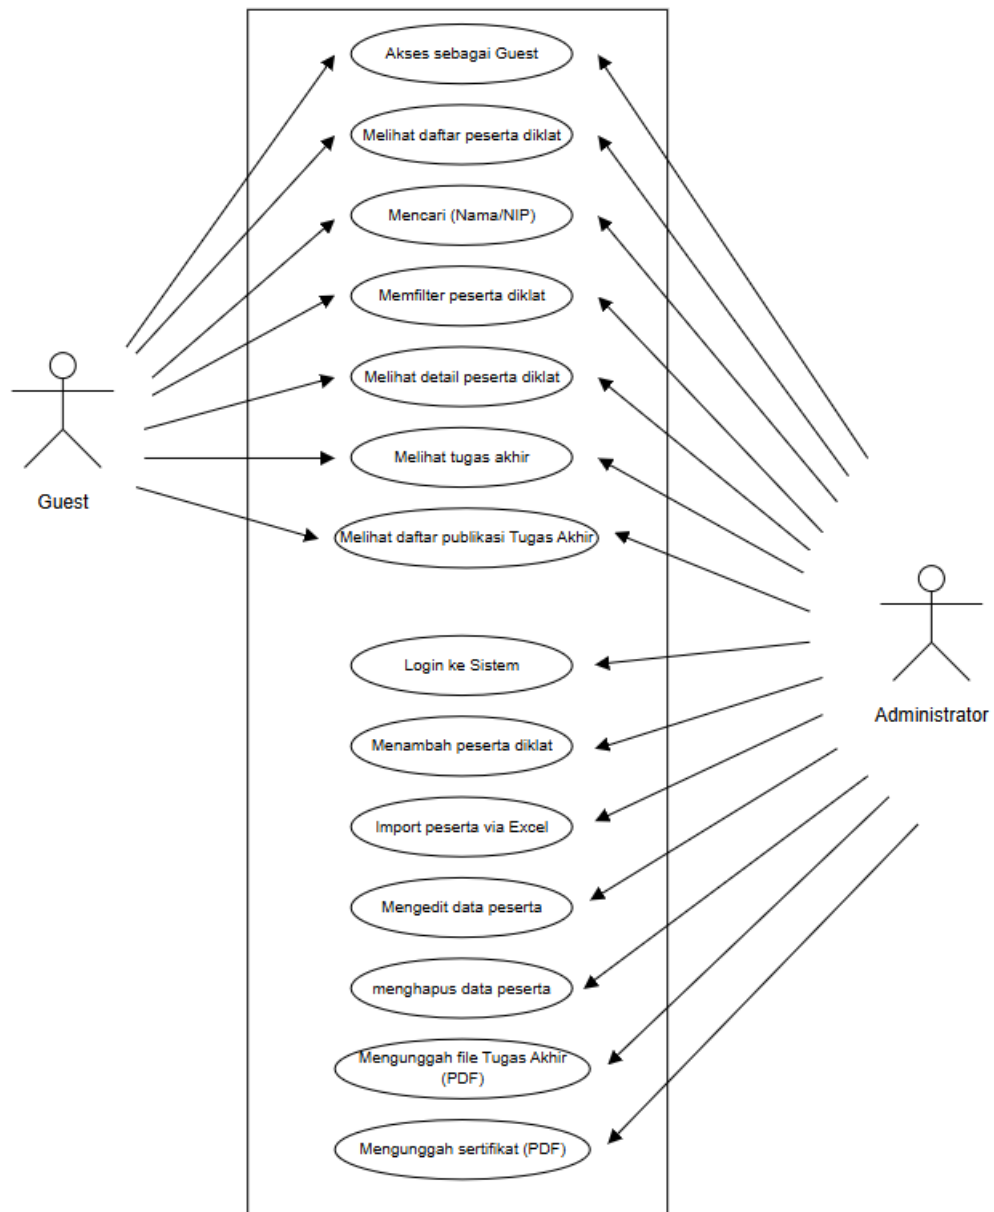 Akses sebagai Guest
Melihat daftar peserta diklat
Mencari (Nama/NIP)
Memfilter peserta diklat
Melihat detail peserta diklat
Melihat tugas akhir
Guest
Melihat daftar publikasi Tugas Akhir
Login ke Sistem
Administrator
Menambah peserta diklat
Import peserta via Excel
Mengedit data peserta
menghapus data peserta
Mengunggah file Tugas Akhir
(PDF)
Mengunggah sertifikat (PDF)